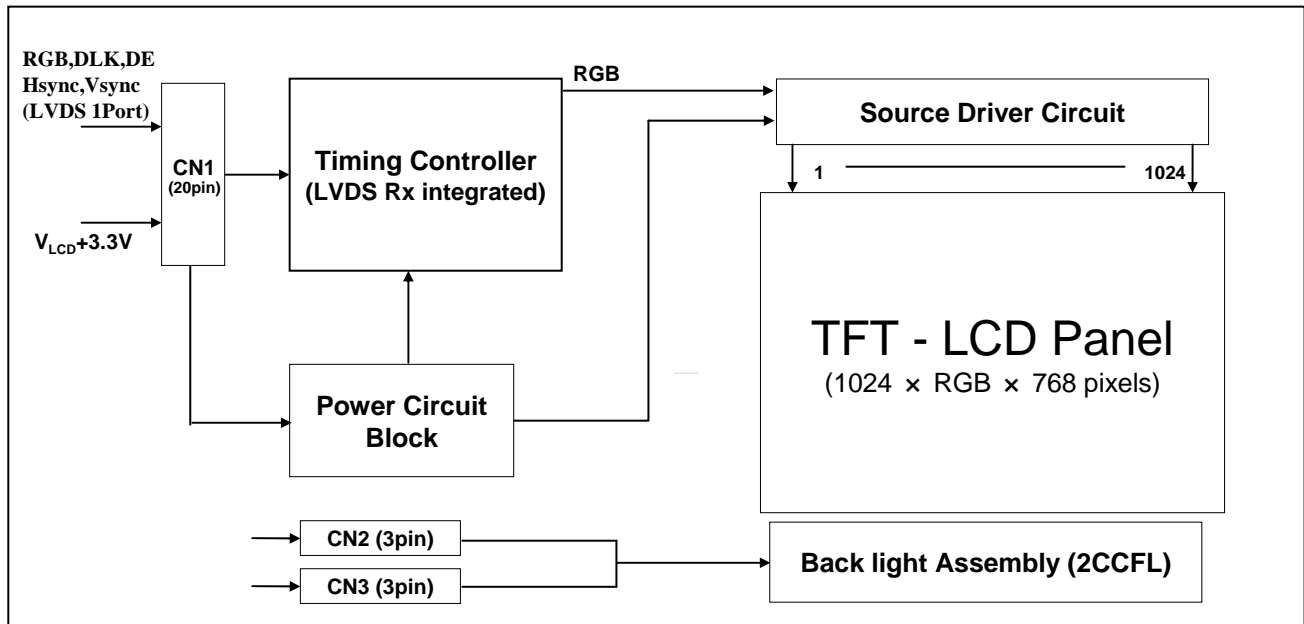 RGB,DLK,DE
Hsync,Vsync
(LVDS 1Port)
CN1
(20pin)
VLCD+3.3V
Timing Controller
(LVDS Rx integrated)
RGB
Source Driver Circuit
1
1024
TFT - LCD Panel
(1024 × RGB × 768 pixels)
Power Circuit
Block
CN2 (3pin)
CN3 (3pin)
Back light Assembly (2CCFL)